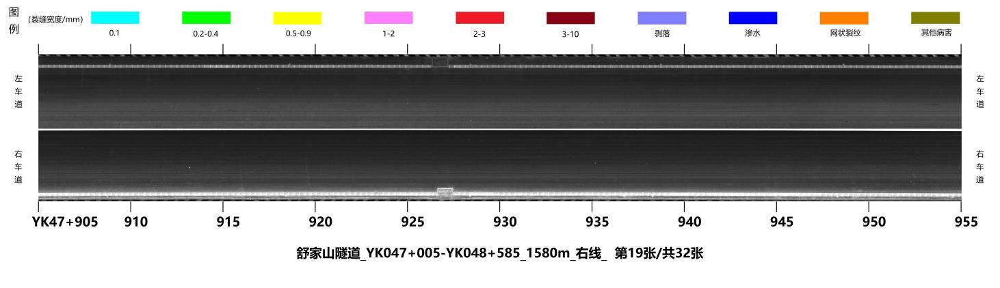 图例
(裂缝宽度/mm)
0.1 0.2-0.4 0.5-0.9 1-2 2-3 3-10 剥落 渗水 网状裂纹 其他病害
左车道
左车道
右车道
右车道
YK47+905 910 915 920 925 930 935 940 945 950 955
舒家山隧道_YK047+005-YK048+585_1580m_右线_ 第19张/共32张